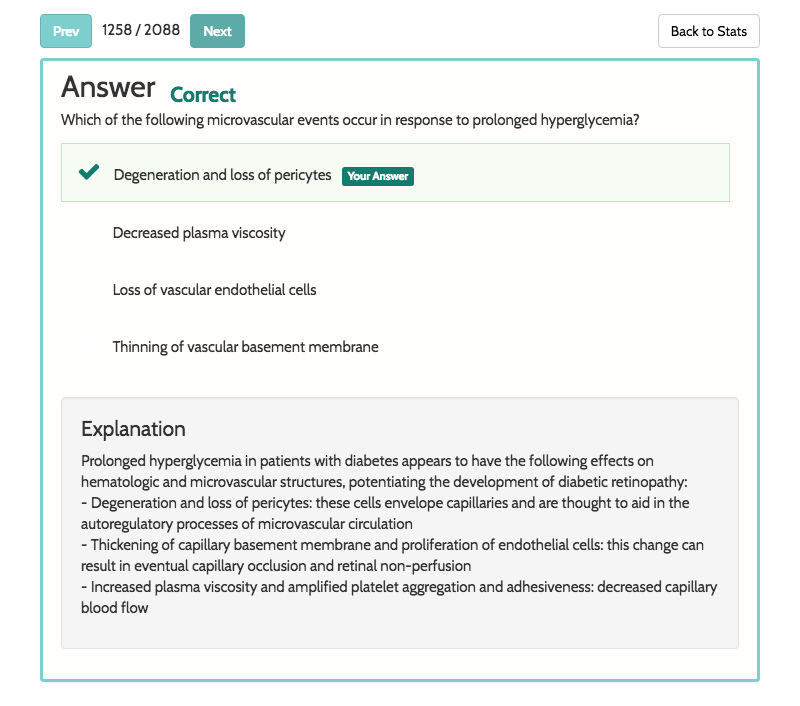 Prev 1258 / 2088 Next Back to Stats
Answer Correct
Which of the following microvascular events occur in response to prolonged hyperglycemia?
Degeneration and loss of pericytes Your Answer
Decreased plasma viscosity
Loss of vascular endothelial cells
Thinning of vascular basement membrane
Explanation
Prolonged hyperglycemia in patients with diabetes appears to have the following effects on
hematologic and microvascular structures, potentiating the development of diabetic retinopathy:
- Degeneration and loss of pericytes: these cells envelope capillaries and are thought to aid in the
autoregulatory processes of microvascular circulation
- Thickening of capillary basement membrane and proliferation of endothelial cells: this change can
result in eventual capillary occlusion and retinal non-perfusion
- Increased plasma viscosity and amplified platelet aggregation and adhesiveness: decreased capillary
blood flow